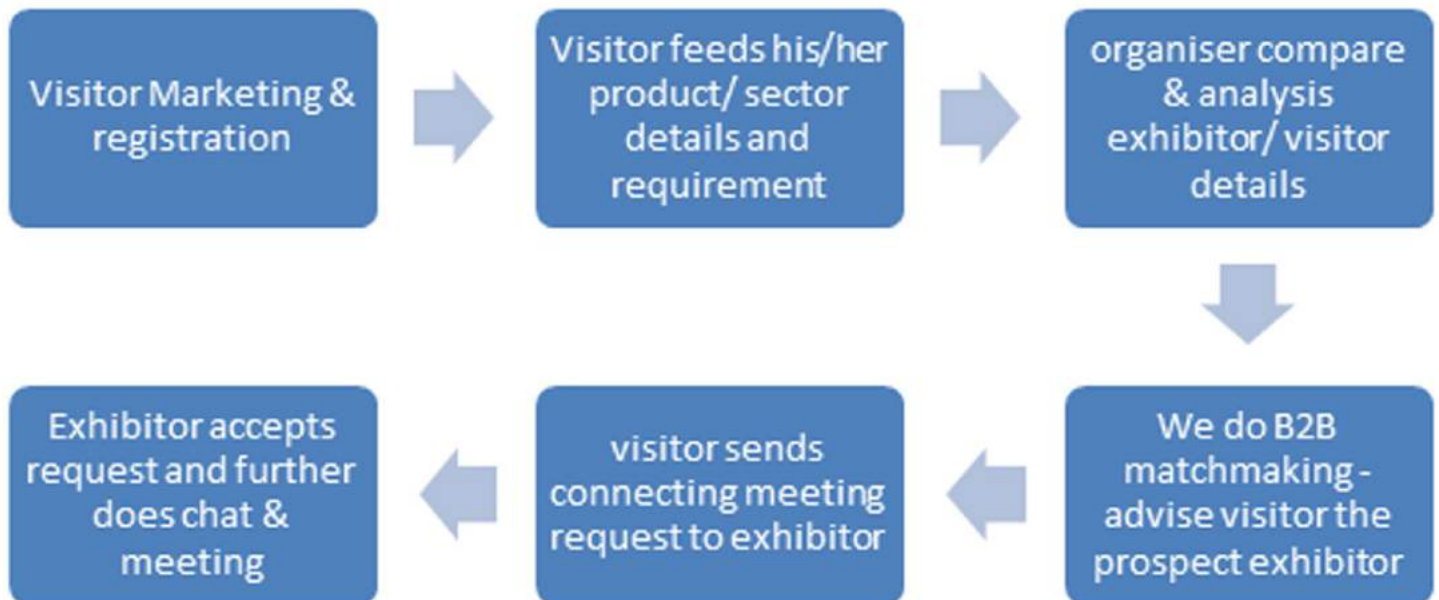 Visitor Marketing &
registration
Visitor feeds his/her
product/ sector
details and
requirement
organiser compare
& analysis
exhibitor/ visitor
details
We do B2B
matchmaking -
advise visitor the
prospect exhibitor
visitor sends
connecting meeting
request to exhibitor
Exhibitor accepts
request and further
does chat &
meeting